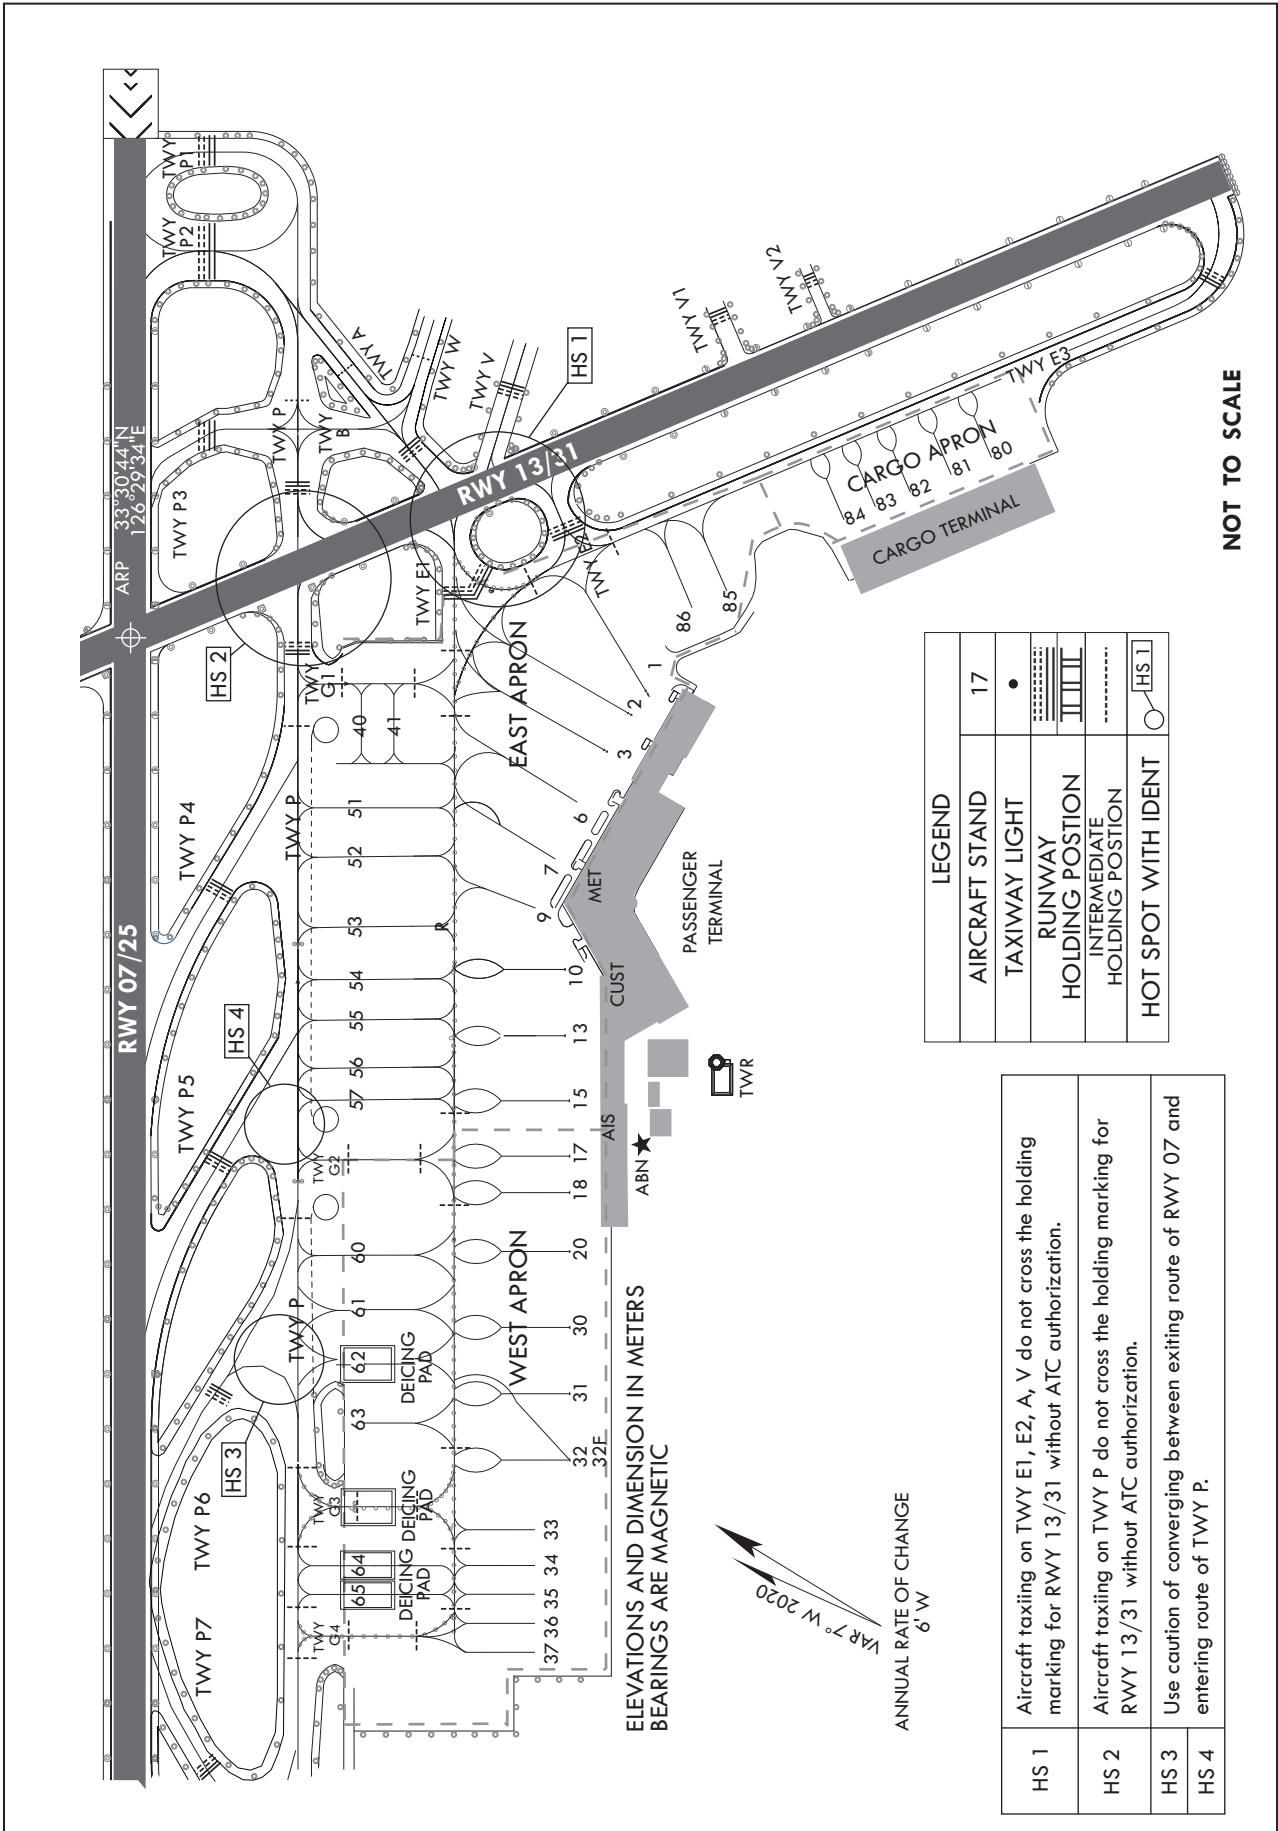 ARP 33°30'44"N
126°29'34"E
RWY 07/25
RWY 13/31
TWY P1
TWY P2
TWY P3
TWY P4
TWY P5
TWY P6
TWY P7
TWY P
TWY P
TWY P
TWY A
TWY B
TWY W
TWY V
TWY V1
TWY V2
TWY E1
TWY E2
TWY E3
TWY G1
TWY G2
TWY G3
TWY G4
HS 1
HS 2
HS 3
HS 4
R
EAST APRON
WEST APRON
CARGO APRON
CARGO TERMINAL
PASSENGER
TERMINAL
MET
CUST
AIS
ABN
TWR
DEICING
PAD
DEICING
PAD
DEICING
PAD
65
64
63
62
61
60
57
56
55
54
53
52
51
41
40
37
36
35
34
33
32
32F
31
30
20
18
17
15
13
10
9
7
6
3
2
1
86
85
84
83
82
81
80
ELEVATIONS AND DIMENSION IN METERS
BEARINGS ARE MAGNETIC
VAR 7° W 2020
ANNUAL RATE OF CHANGE
6' W
NOT TO SCALE
LEGEND
AIRCRAFT STAND 17
TAXIWAY LIGHT
RUNWAY
HOLDING POSTION
INTERMEDIATE
HOLDING POSTION
HOT SPOT WITH IDENT HS 1
HS 1 Aircraft taxiing on TWY E1, E2, A, V do not cross the holding
marking for RWY 13/31 without ATC authorization.
HS 2 Aircraft taxiing on TWY P do not cross the holding marking for
RWY 13/31 without ATC authorization.
HS 3 Use caution of converging between exiting route of RWY 07 and
HS 4 entering route of TWY P.